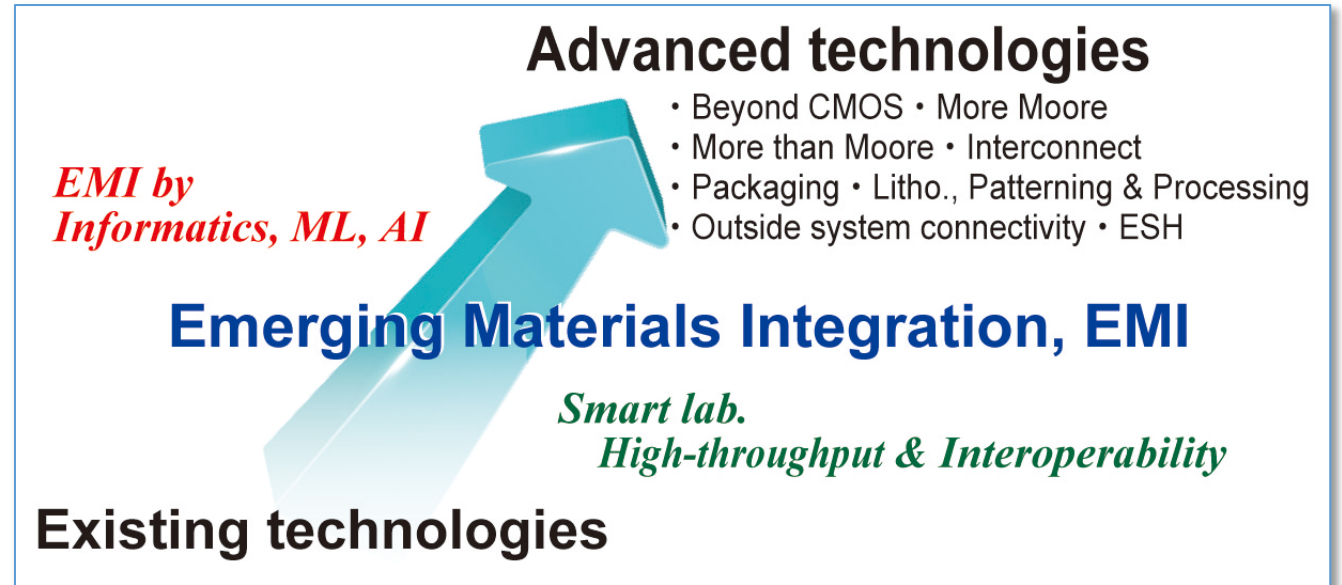 Advanced technologies
・Beyond CMOS・More Moore
・More than Moore・Interconnect
・Packaging・Litho., Patterning & Processing
・Outside system connectivity・ESH
EMI by
Informatics, ML, AI
Emerging Materials Integration, EMI
Smart lab.
High-throughput & Interoperability
Existing technologies